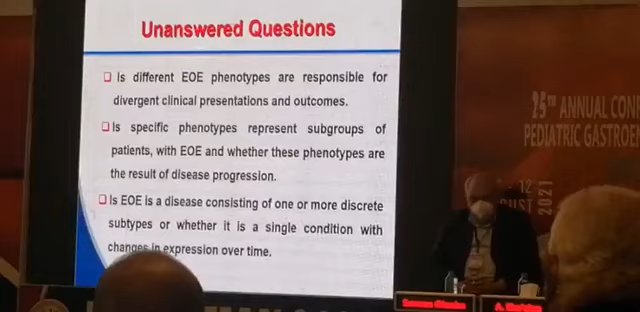 Unanswered Questions
❑ Is different EOE phenotypes are responsible for
divergent clinical presentations and outcomes.
❑ Is specific phenotypes represent subgroups of
patients, with EOE and whether these phenotypes are
the result of disease progression.
❑ Is EOE is a disease consisting of one or more discrete
subtypes or whether it is a single condition with
changes in expression over time.
25TH ANNUAL CON
PEDIATRIC GASTROE
12
2021